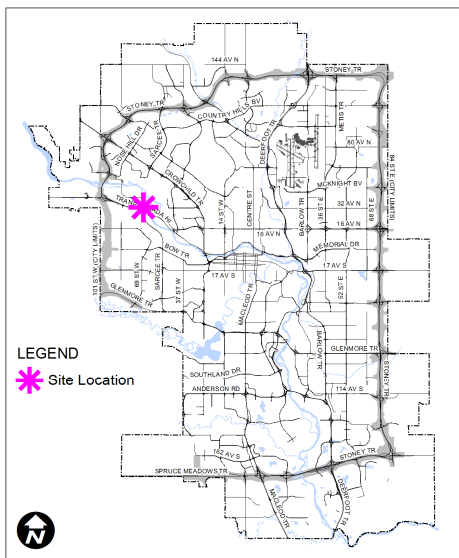 144 AV N
STONEY TR
STONEY TR
COUNTRY HILLS BV
METIS TR
DEERFOOT TR
NOSE HILL DR
SARCEE TR
80 AV N
84 ST E (CITY LIMITS)
CROWCHILD TR
MCKNIGHT BV
14 ST W
CENTRE ST
BARLOW TR
36 ST E
32 AV N
68 ST E
16 AV N
16 AV N
MEMORIAL DR
BOW TR
101 ST W (CITY LIMITS)
69 ST W
SARCEE TR
37 ST W
17 AV S
17 AV S
MACLEOD TR
52 ST E
GLENMORE TR
BARLOW TR
GLENMORE TR
LEGEND
Site Location
SOUTHLAND DR
ANDERSON RD
114 AV S
STONEY TR
162 AV S
STONEY TR
SPRUCE MEADOWS TR
MACLEOD TR
DEERFOOT TR
N